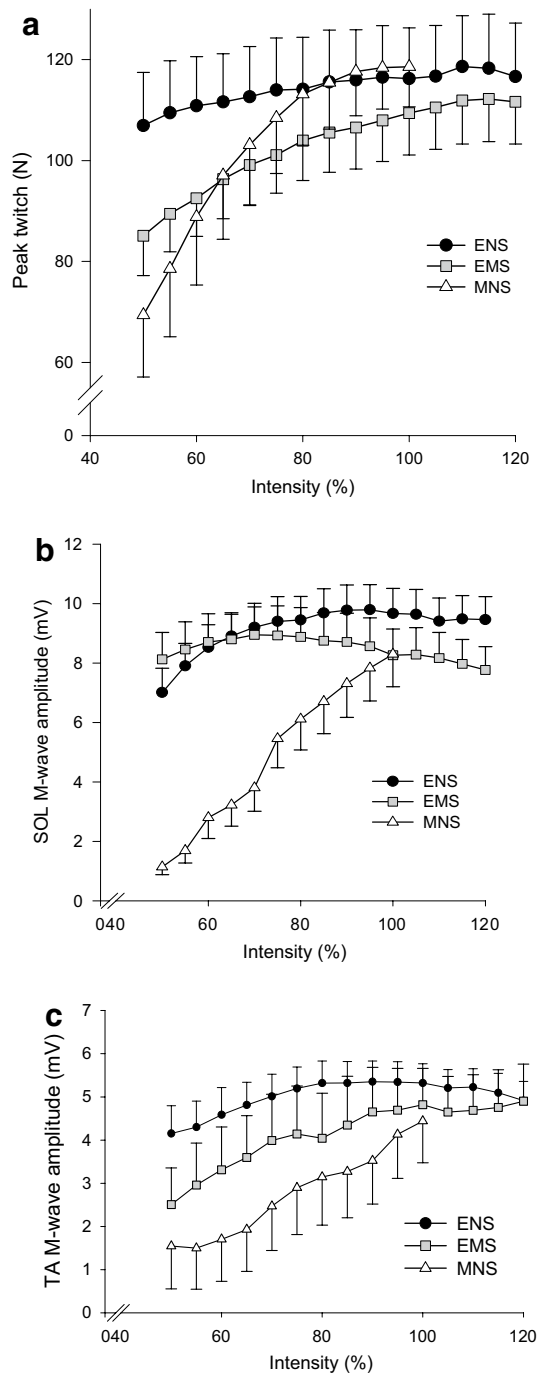 a
Peak twitch (N)
120
100
80
60
0
ENS
EMS
MNS
40 60 80 100 120
Intensity (%)
b
SOL M-wave amplitude (mV)
12
10
8
6
4
2
0
ENS
EMS
MNS
040 60 80 100 120
Intensity (%)
c
TA M-wave amplitude (mV)
7
6
5
4
3
2
1
0
ENS
EMS
MNS
040 60 80 100 120
Intensity (%)